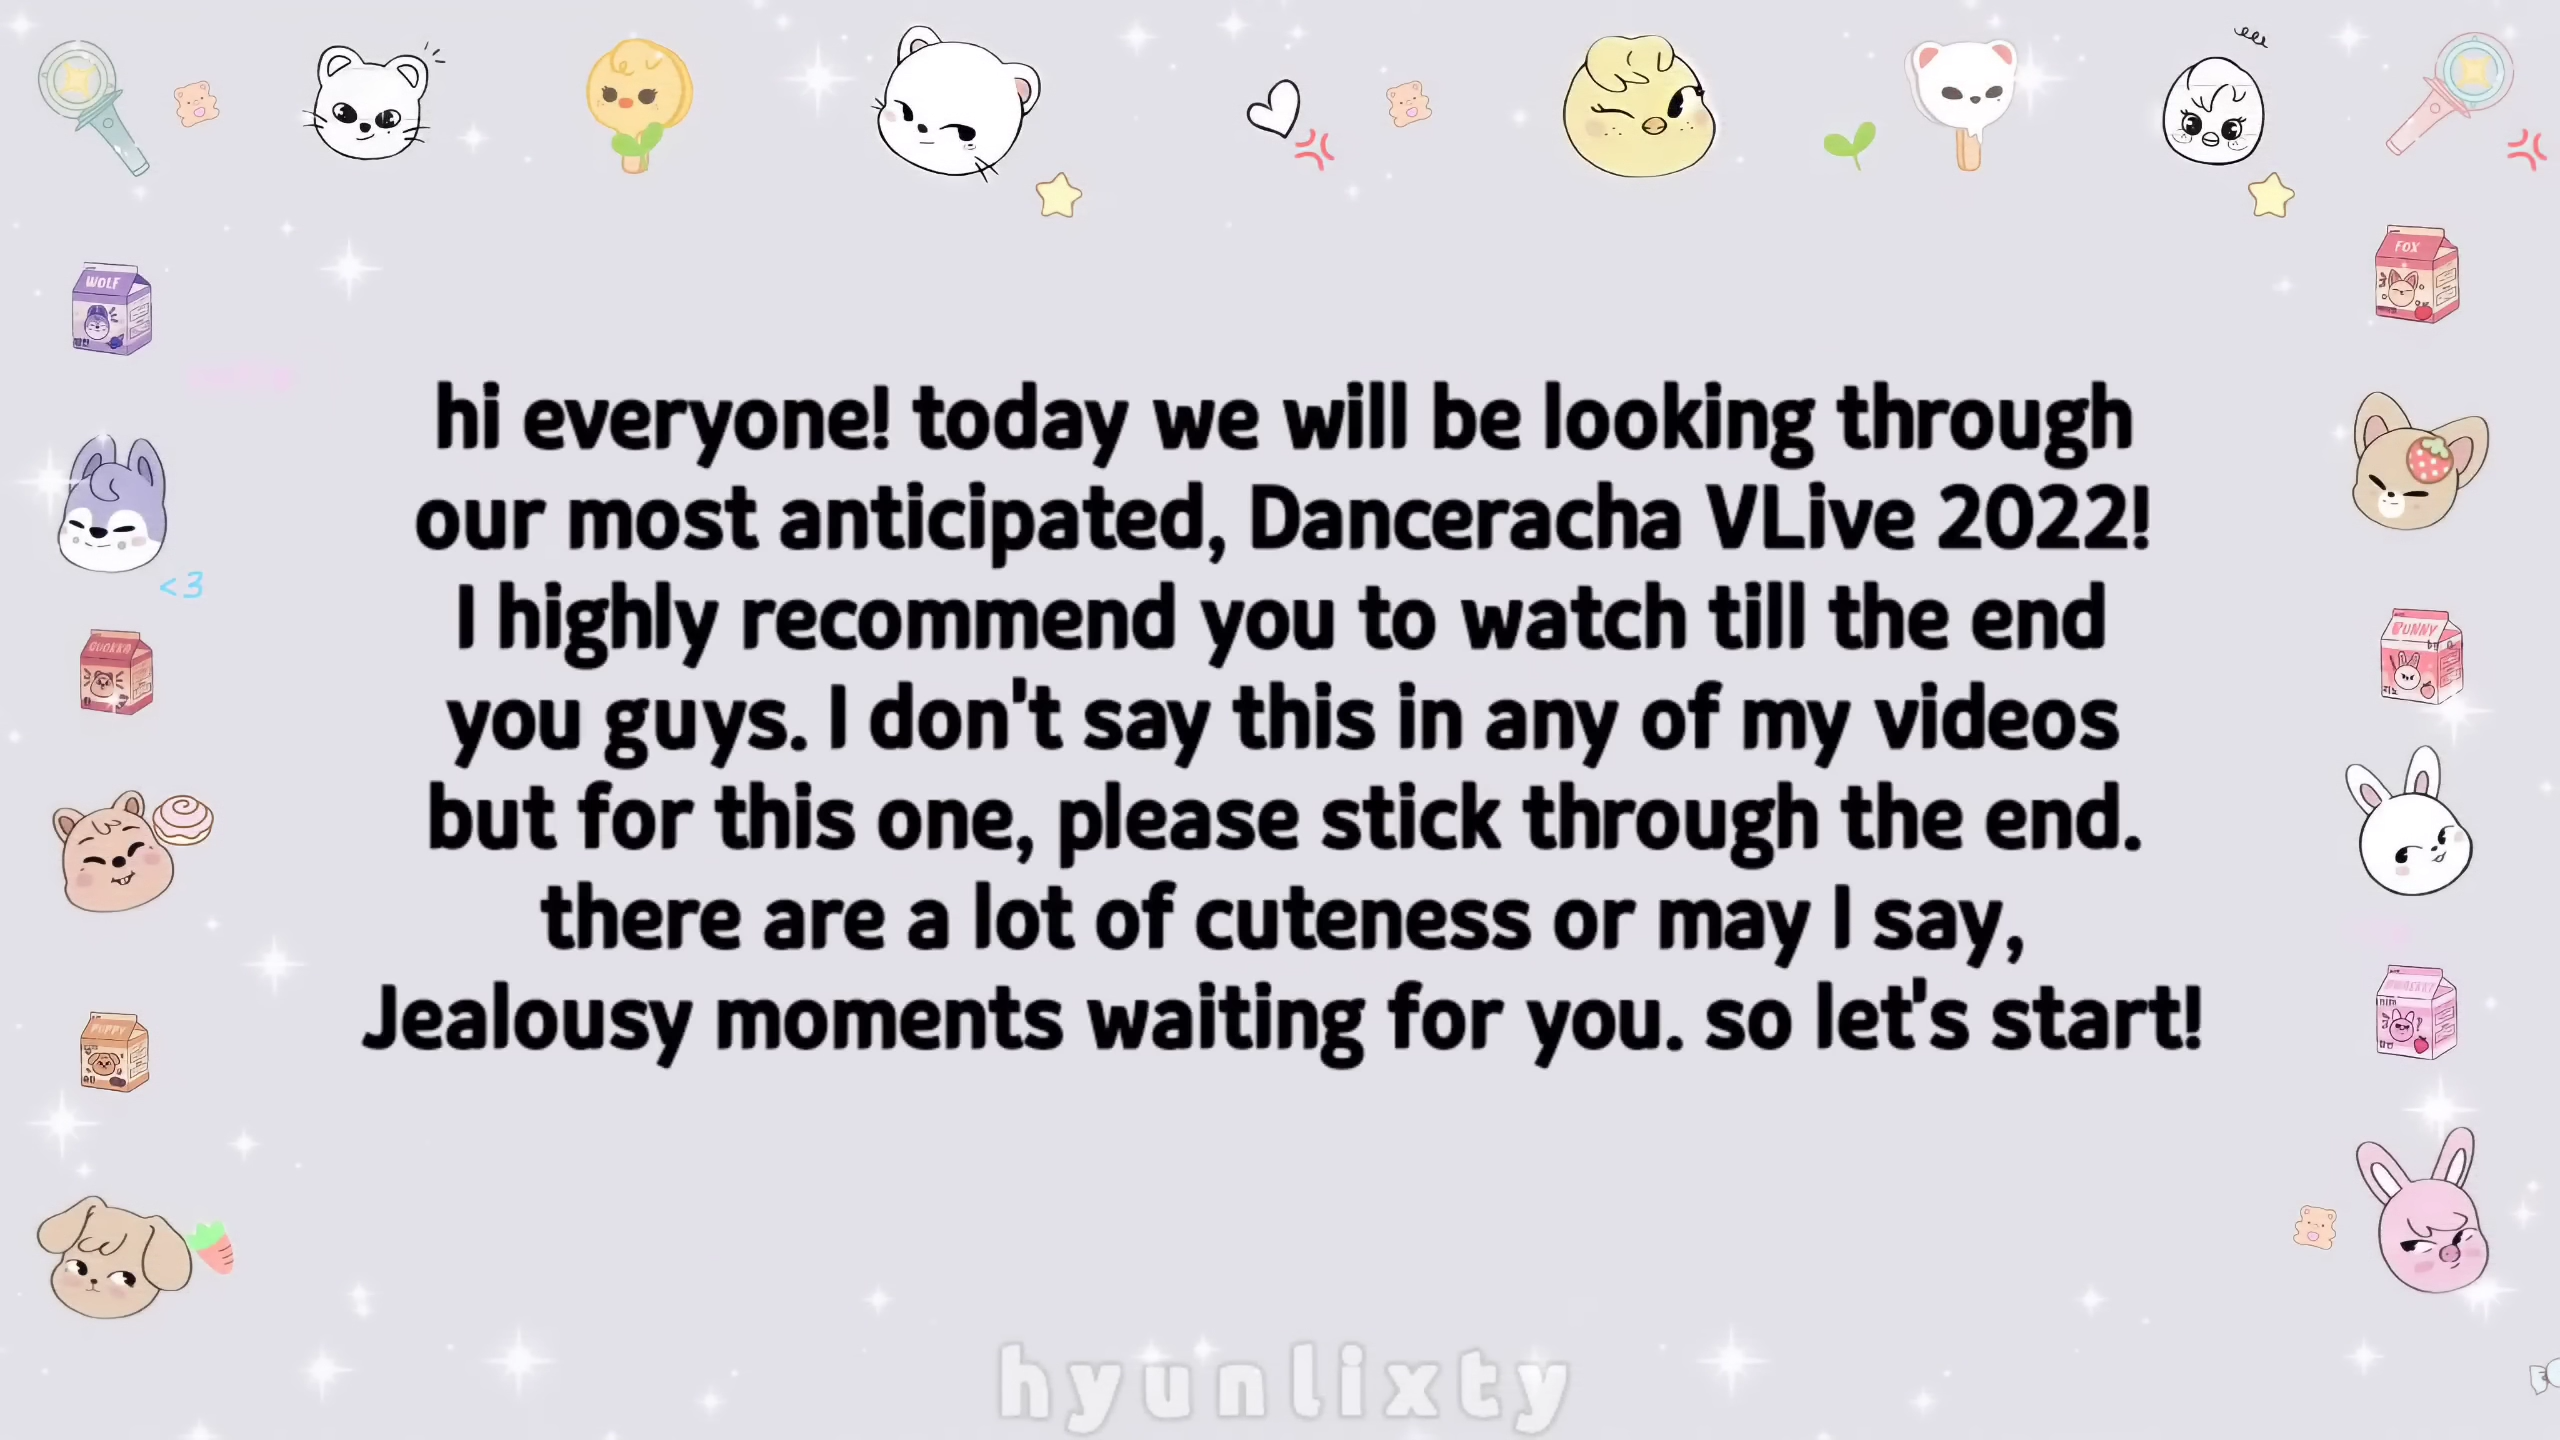 WOLF
FOX
hi everyone! today we will be looking through
our most anticipated, Danceracha VLive 2022!
<3
I highly recommend you to watch till the end
QUOKKA
BUNNY
you guys. I don't say this in any of my videos
but for this one, please stick through the end.
there are a lot of cuteness or may I say,
Jealousy moments waiting for you. so let's start!
PUPPY
hyunlixty